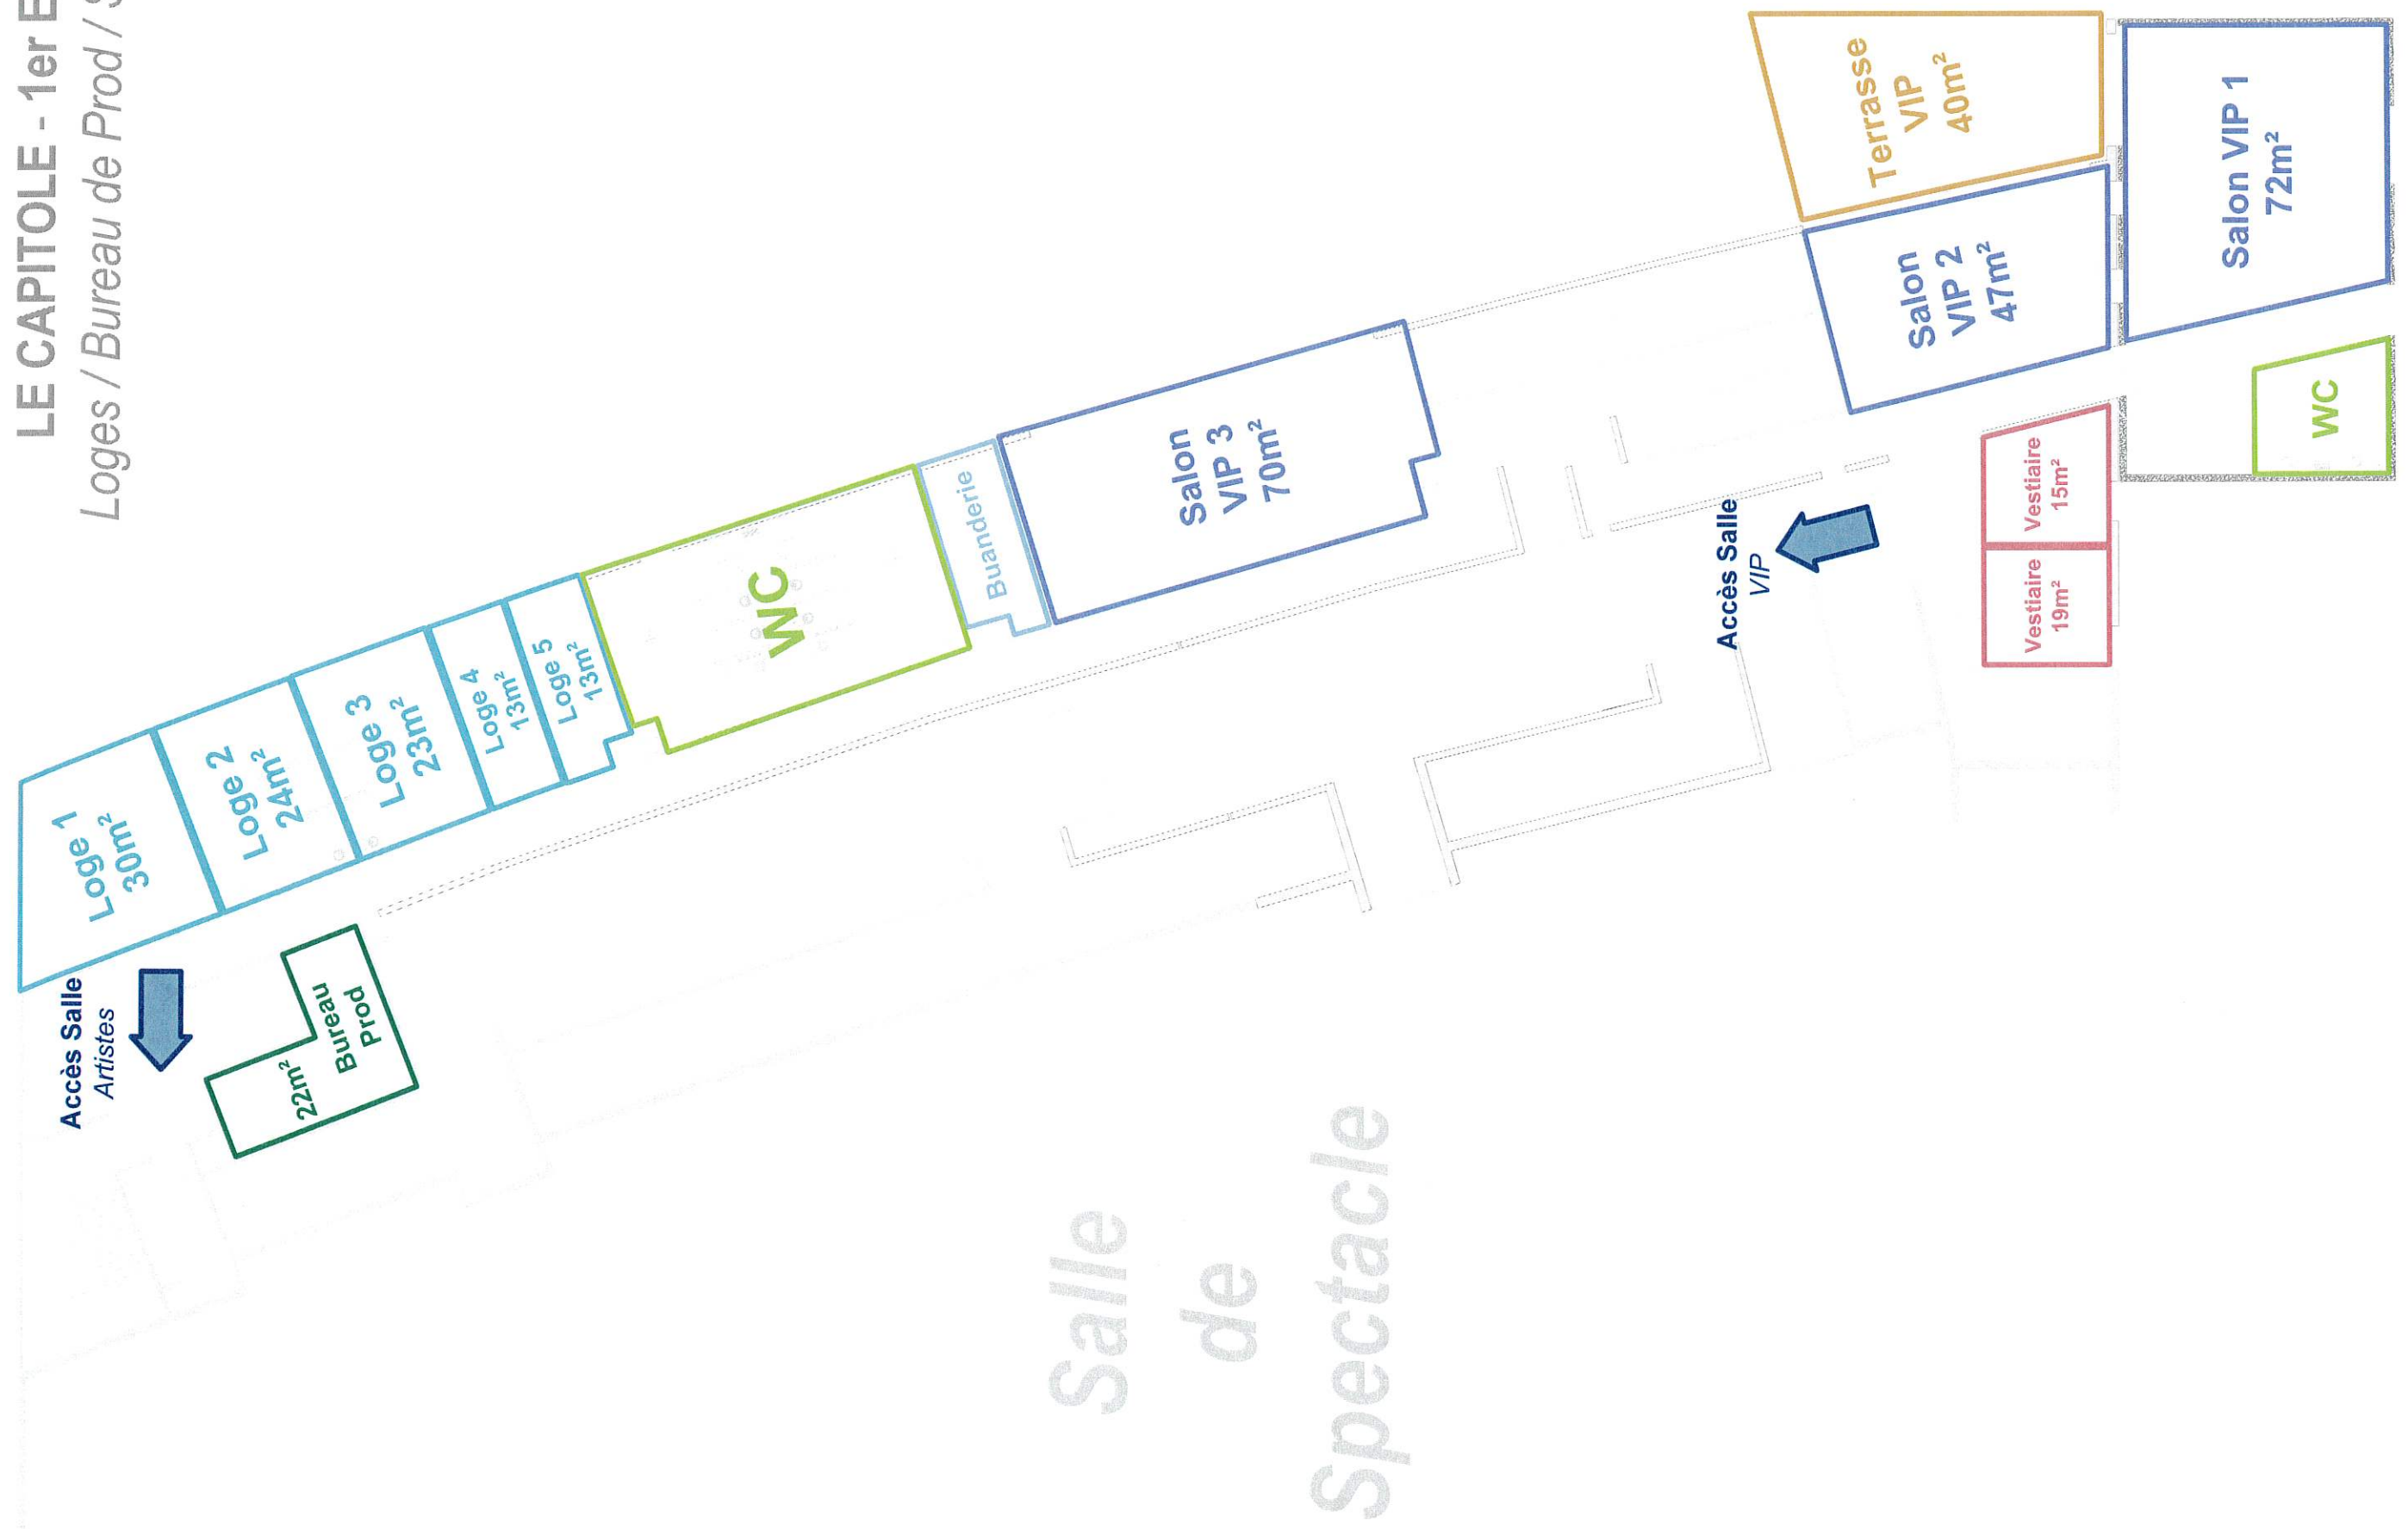 LE CAPITOLE - 1er E
Loges / Bureau de Prod /
Loge 1
30m²
Loge 2
24m²
Loge 3
23m²
Loge 4
13m²
Loge 5
13m²
WC
Buanderie
Salon
VIP 3
70m²
Accès Salle
Artistes
22m²
Bureau
Prod
Salle
de
Spectacle
Accès Salle
VIP
Terrasse
VIP
40m²
Salon
VIP 2
47m²
Salon VIP 1
72m²
Vestiaire
19m²
Vestiaire
15m²
WC